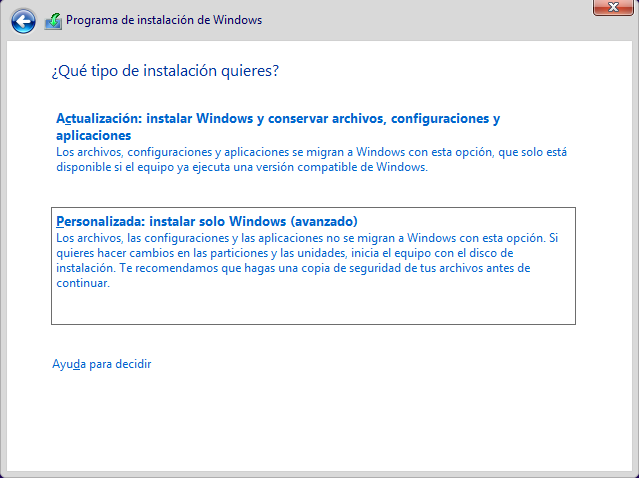 Programa de instalación de Windows
¿Qué tipo de instalación quieres?
Actualización: instalar Windows y conservar archivos, configuraciones y
aplicaciones
Los archivos, configuraciones y aplicaciones se migran a Windows con esta opción, que solo está
disponible si el equipo ya ejecuta una versión compatible de Windows.
Personalizada: instalar solo Windows (avanzado)
Los archivos, las configuraciones y las aplicaciones no se migran a Windows con esta opción. Si
quieres hacer cambios en las particiones y las unidades, inicia el equipo con el disco de
instalación. Te recomendamos que hagas una copia de seguridad de tus archivos antes de
continuar.
Ayuda para decidir